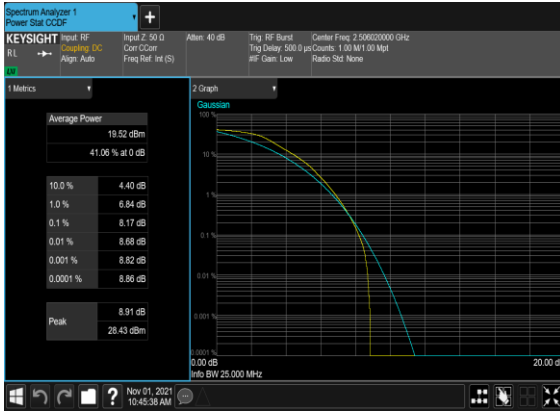 Spectrum Analyzer 1
Power Stat CCDF
KEYSIGHT Input: RF Input Z: 50 Ω Atten: 40 dB Trig: RF Burst Center Freq: 2.506020000 GHz
RL Coupling: DC Corr CCorr Trig Delay: 500.0 µs Counts: 1.00 M/1.00 Mpt
Align: Auto Freq Ref: Int (S) #IF Gain: Low Radio Std: None
1 Metrics
2 Graph
Average Power
19.52 dBm
41.06 % at 0 dB
10.0 % 4.40 dB
1.0 % 6.84 dB
0.1 % 8.17 dB
0.01 % 8.68 dB
0.001 % 8.82 dB
0.0001 % 8.86 dB
Peak 8.91 dB
28.43 dBm
Gaussian
100 %
10 %
1 %
0.1 %
0.01 %
0.001 %
0.0001 %
0.00 dB 20.00 d
Info BW 25.000 MHz
Nov 01, 2021
10:45:38 AM